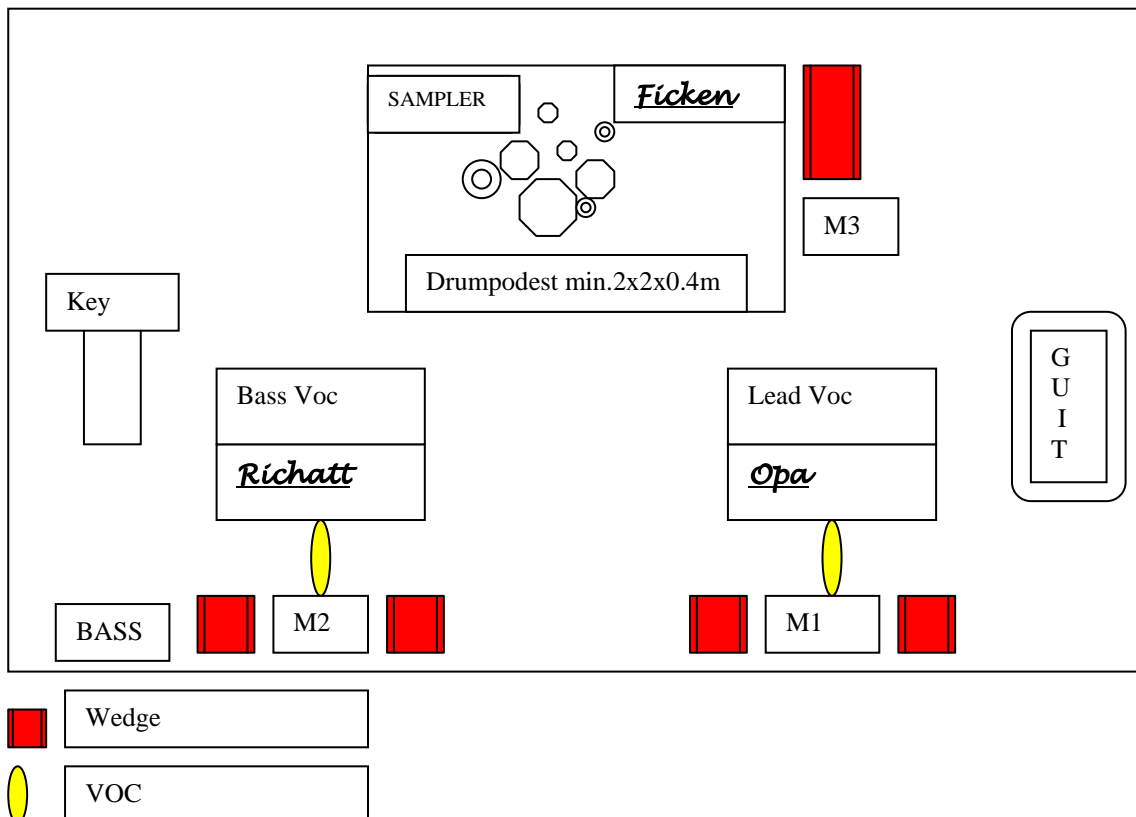 SAMPLER
Ficken
M3
Drumpodest min.2x2x0.4m
Key
Bass Voc
Richatt
Lead Voc
Opa
G
U
I
T
BASS
M2
M1
Wedge
VOC